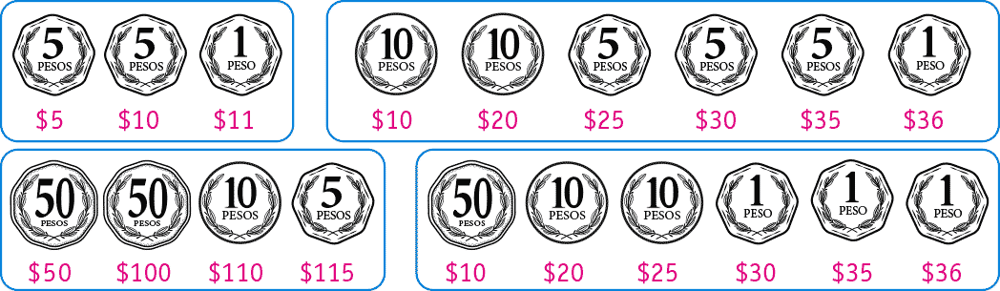 5 PESOS 5 PESOS 1 PESO
$5 $10 $11
10 PESOS 10 PESOS 5 PESOS 5 PESOS 5 PESOS 1 PESO
$10 $20 $25 $30 $35 $36
50 PESOS 50 PESOS 10 PESOS 5 PESOS
$50 $100 $110 $115
50 PESOS 10 PESOS 10 PESOS 1 PESO 1 PESO 1 PESO
$10 $20 $25 $30 $35 $36